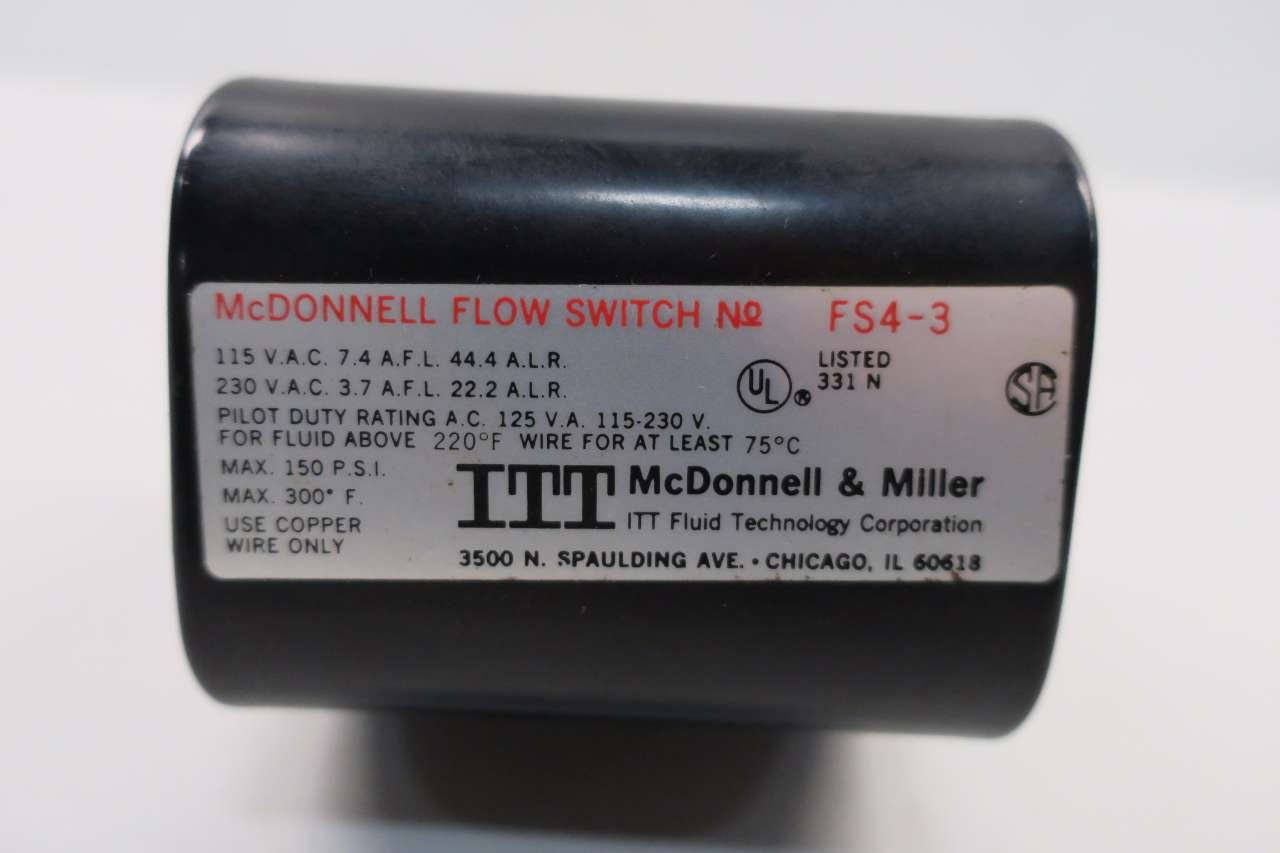 McDONNELL FLOW SWITCH No FS4-3
115 V.A.C. 7.4 A.F.L. 44.4 A.L.R.
230 V.A.C. 3.7 A.F.L. 22.2 A.L.R.
UL ® LISTED
331 N
SA
PILOT DUTY RATING A.C. 125 V.A. 115-230 V.
FOR FLUID ABOVE 220°F WIRE FOR AT LEAST 75°C
MAX. 150 P.S.I.
MAX. 300° F.
USE COPPER
WIRE ONLY
ITT McDonnell & Miller
ITT Fluid Technology Corporation
3500 N. SPAULDING AVE. • CHICAGO, IL 60618